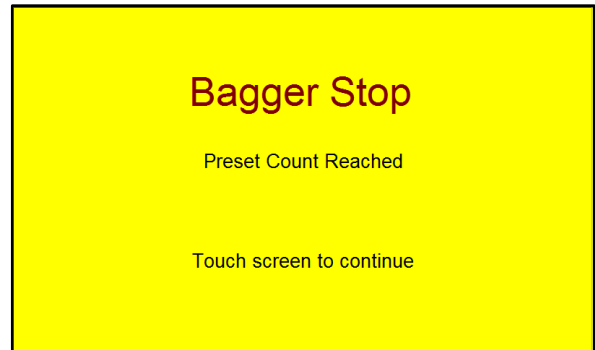 Bagger Stop
Preset Count Reached
Touch screen to continue